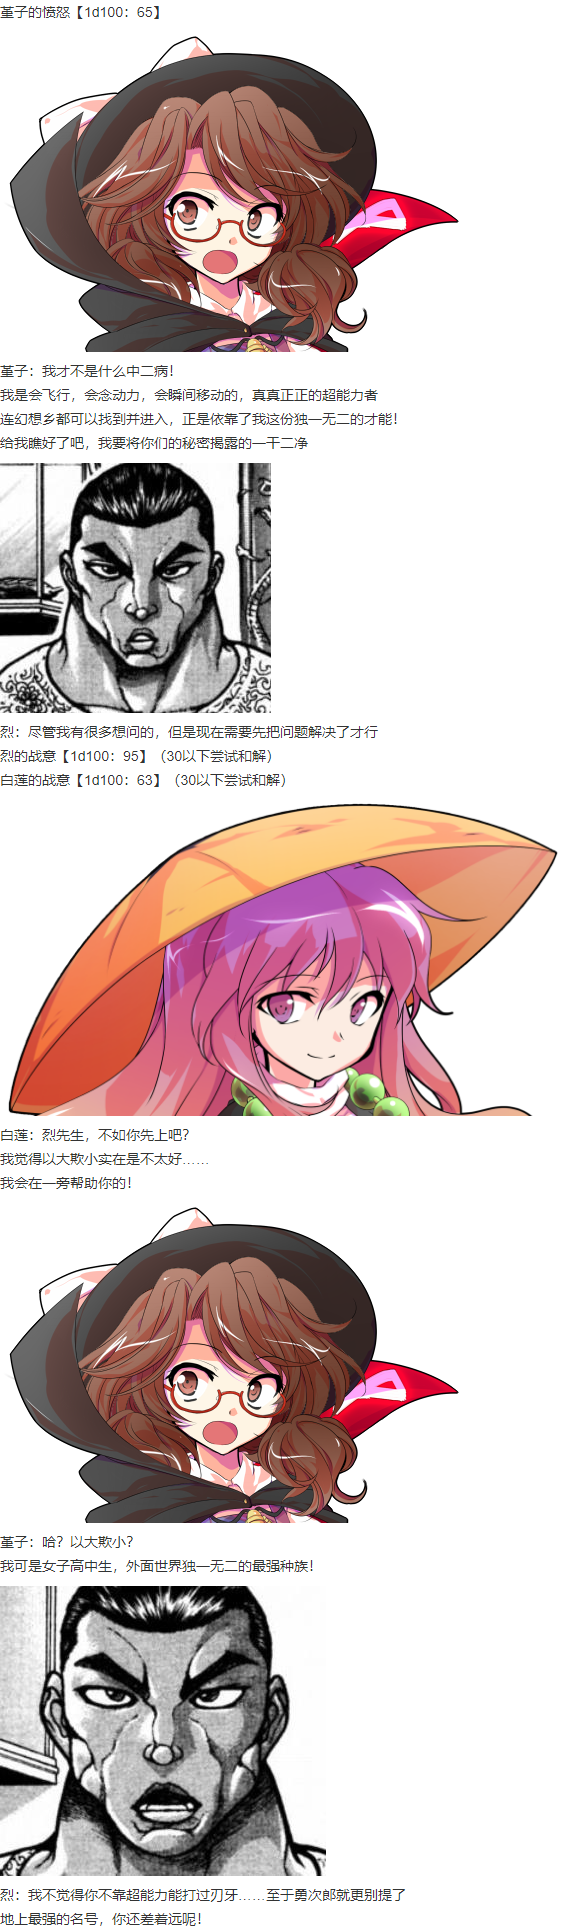 堇子的愤怒【1d100：65】
堇子：我才不是什么中二病！
我是会飞行，会念动力，会瞬间移动的，真真正正的超能力者
连幻想乡都可以找到并进入，正是依靠了我这份独一无二的才能！
给我瞧好了吧，我要将你们的秘密揭露的一干二净
烈：尽管我有很多想问的，但是现在需要先把问题解决了才行
烈的战意【1d100：95】（30以下尝试和解）
白莲的战意【1d100：63】（30以下尝试和解）
白莲：烈先生，不如你先上吧？
我觉得以大欺小实在是不太好……
我会在一旁帮助你的！
堇子：哈？以大欺小？
我可是女子高中生，外面世界独一无二的最强种族！
烈：我不觉得你不靠超能力能打过刃牙……至于勇次郎就更别提了
地上最强的名号，你还差着远呢！